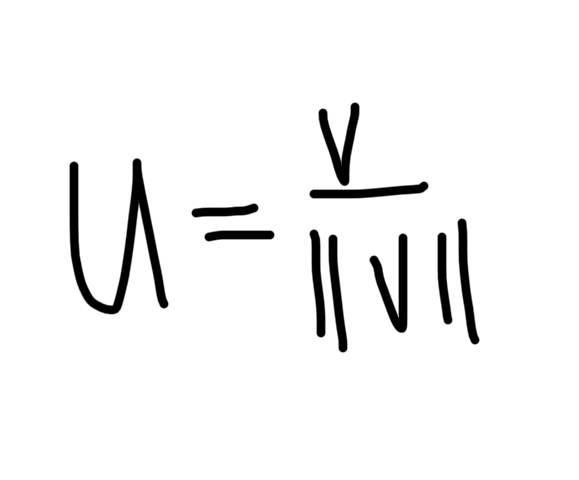 u = v / ‖v‖